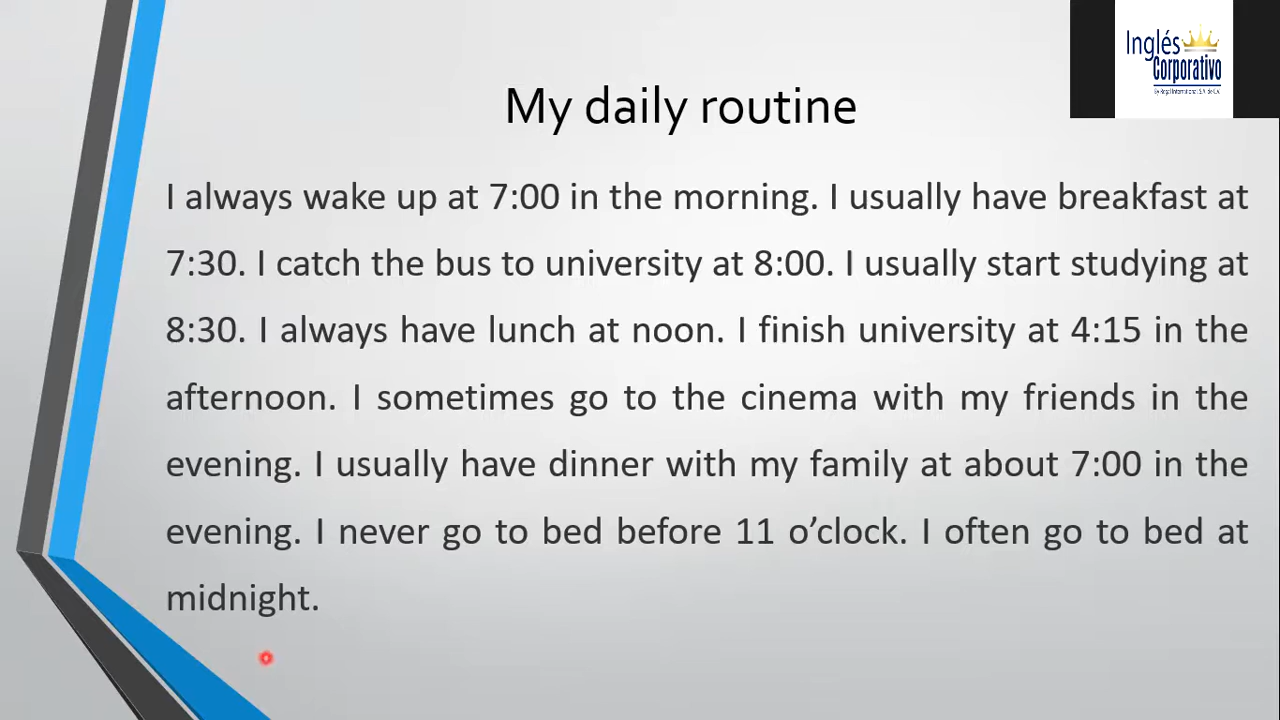 Inglés
Corporativo
My daily routine
I always wake up at 7:00 in the morning. I usually have breakfast at
7:30. I catch the bus to university at 8:00. I usually start studying at
8:30. I always have lunch at noon. I finish university at 4:15 in the
afternoon. I sometimes go to the cinema with my friends in the
evening. I usually have dinner with my family at about 7:00 in the
evening. I never go to bed before 11 o’clock. I often go to bed at
midnight.